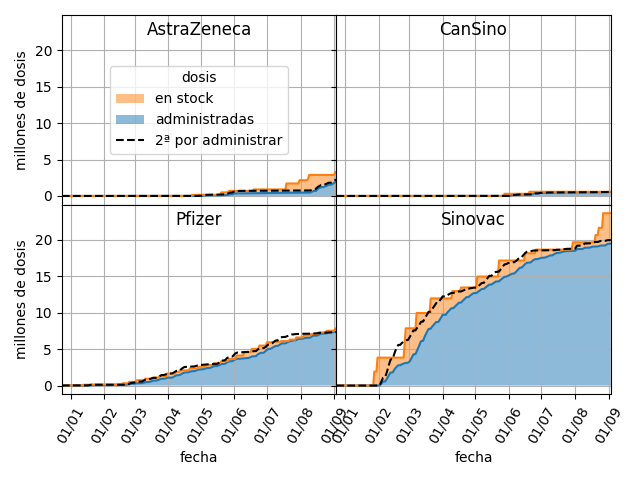 AstraZeneca
CanSino
millones de dosis
20
15
10
5
0
dosis
en stock
administradas
2ª por administrar
Pfizer
Sinovac
millones de dosis
20
15
10
5
0
01/01
01/02
01/03
01/04
01/05
01/06
01/07
01/08
01/09
01/01
01/02
01/03
01/04
01/05
01/06
01/07
01/08
01/09
fecha
fecha